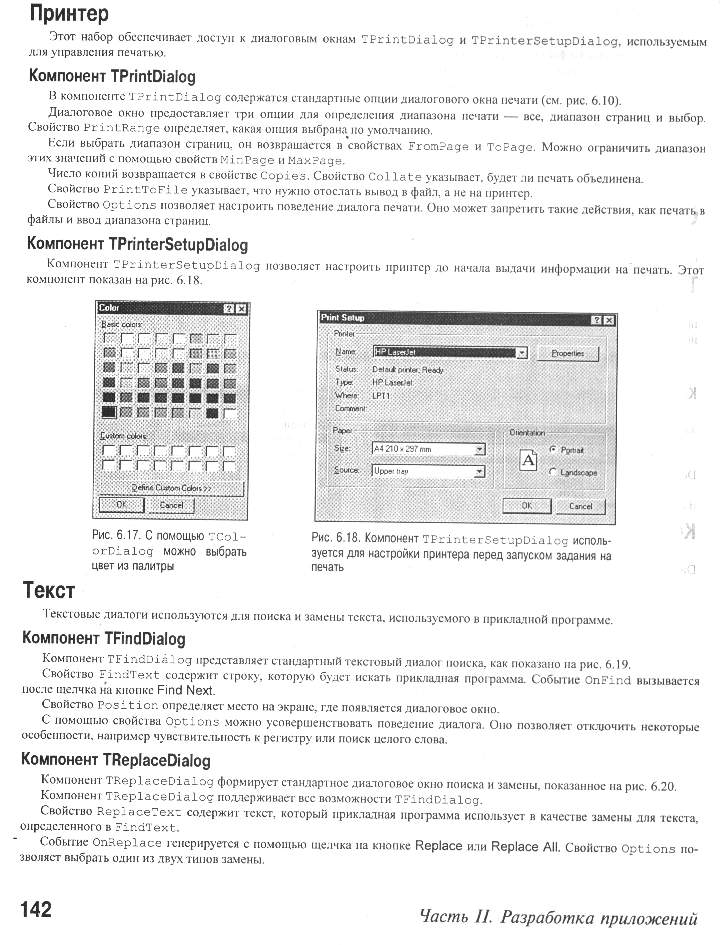 Принтер
Этот набор обеспечивает доступ к диалоговым окнам TPrintDialog и TPrinterSetupDialog, используемым
для управления печатью.
Компонент TPrintDialog
В компоненте TPrintDialog содержатся стандартные опции диалогового окна печати (см. рис. 6.10).
Диалоговое окно предоставляет три опции для определения диапазона печати — все, диапазон страниц и выбор.
Свойство PrintRange определяет, какая опция выбрана по умолчанию.
Если выбрать диапазон страниц, он возвращается в свойствах FromPage и ToPage. Можно ограничить диапазон
этих значений с помощью свойств MinPage и MaxPage.
Число копий возвращается в свойстве Copies. Свойство Collate указывает, будет ли печать объединена.
Свойство PrintToFile указывает, что нужно отослать вывод в файл, а не на принтер.
Свойство Options позволяет настроить поведение диалога печати. Оно может запретить такие действия, как печать в
файлы и ввод диапазона страниц.
Компонент TPrinterSetupDialog
Компонент TPrinterSetupDialog позволяет настроить принтер до начала выдачи информации на печать. Этот
компонент показан на рис. 6.18.
Color
Basic colors:
Custom colors:
Define Custom Colors >>
OK Cancel
Print Setup
Printer
Name: HP LaserJet Properties
Status: Default printer; Ready
Type: HP LaserJet
Where: LPT1:
Comment:
Paper
Size: A4 210 x 297 mm
Source: Upper tray
Orientation
A
Portrait
Landscape
OK Cancel
Рис. 6.17. С помощью TCol-
orDialog можно выбрать
цвет из палитры
Рис. 6.18. Компонент TPrinterSetupDialog исполь-
зуется для настройки принтера перед запуском задания на
печать
Текст
Текстовые диалоги используются для поиска и замены текста, используемого в прикладной программе.
Компонент TFindDialog
Компонент TFindDialog представляет стандартный текстовый диалог поиска, как показано на рис. 6.19.
Свойство FindText содержит строку, которую будет искать прикладная программа. Событие OnFind вызывается
после щелчка на кнопке Find Next.
Свойство Position определяет место на экране, где появляется диалоговое окно.
С помощью свойства Options можно усовершенствовать поведение диалога. Оно позволяет отключить некоторые
особенности, например чувствительность к регистру или поиск целого слова.
Компонент TReplaceDialog
Компонент TReplaceDialog формирует стандартное диалоговое окно поиска и замены, показанное на рис. 6.20.
Компонент TReplaceDialog поддерживает все возможности TFindDialog.
Свойство ReplaceText содержит текст, который прикладная программа использует в качестве замены для текста,
определенного в FindText.
Событие OnReplace генерируется с помощью щелчка на кнопке Replace или Replace All. Свойство Options по-
зволяет выбрать один из двух типов замены.
142
Часть II. Разработка приложений